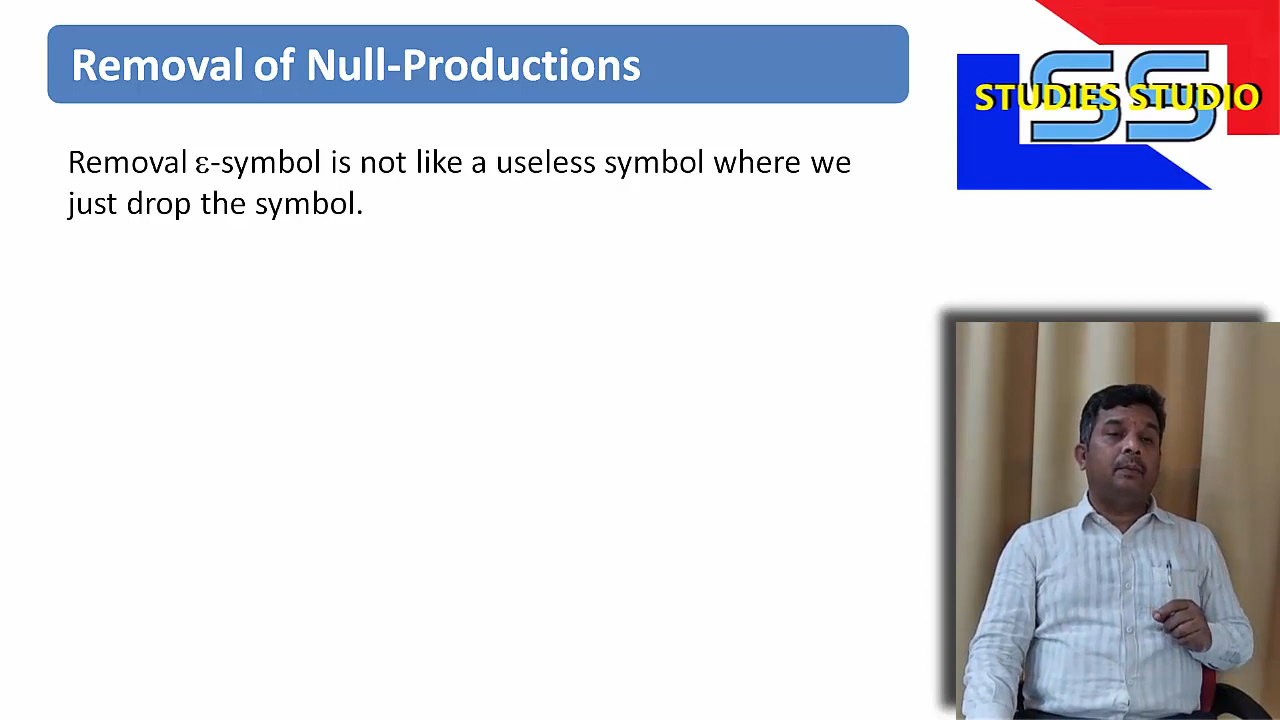 Removal of Null-Productions
SS
STUDIES STUDIO
Removal ε-symbol is not like a useless symbol where we
just drop the symbol.